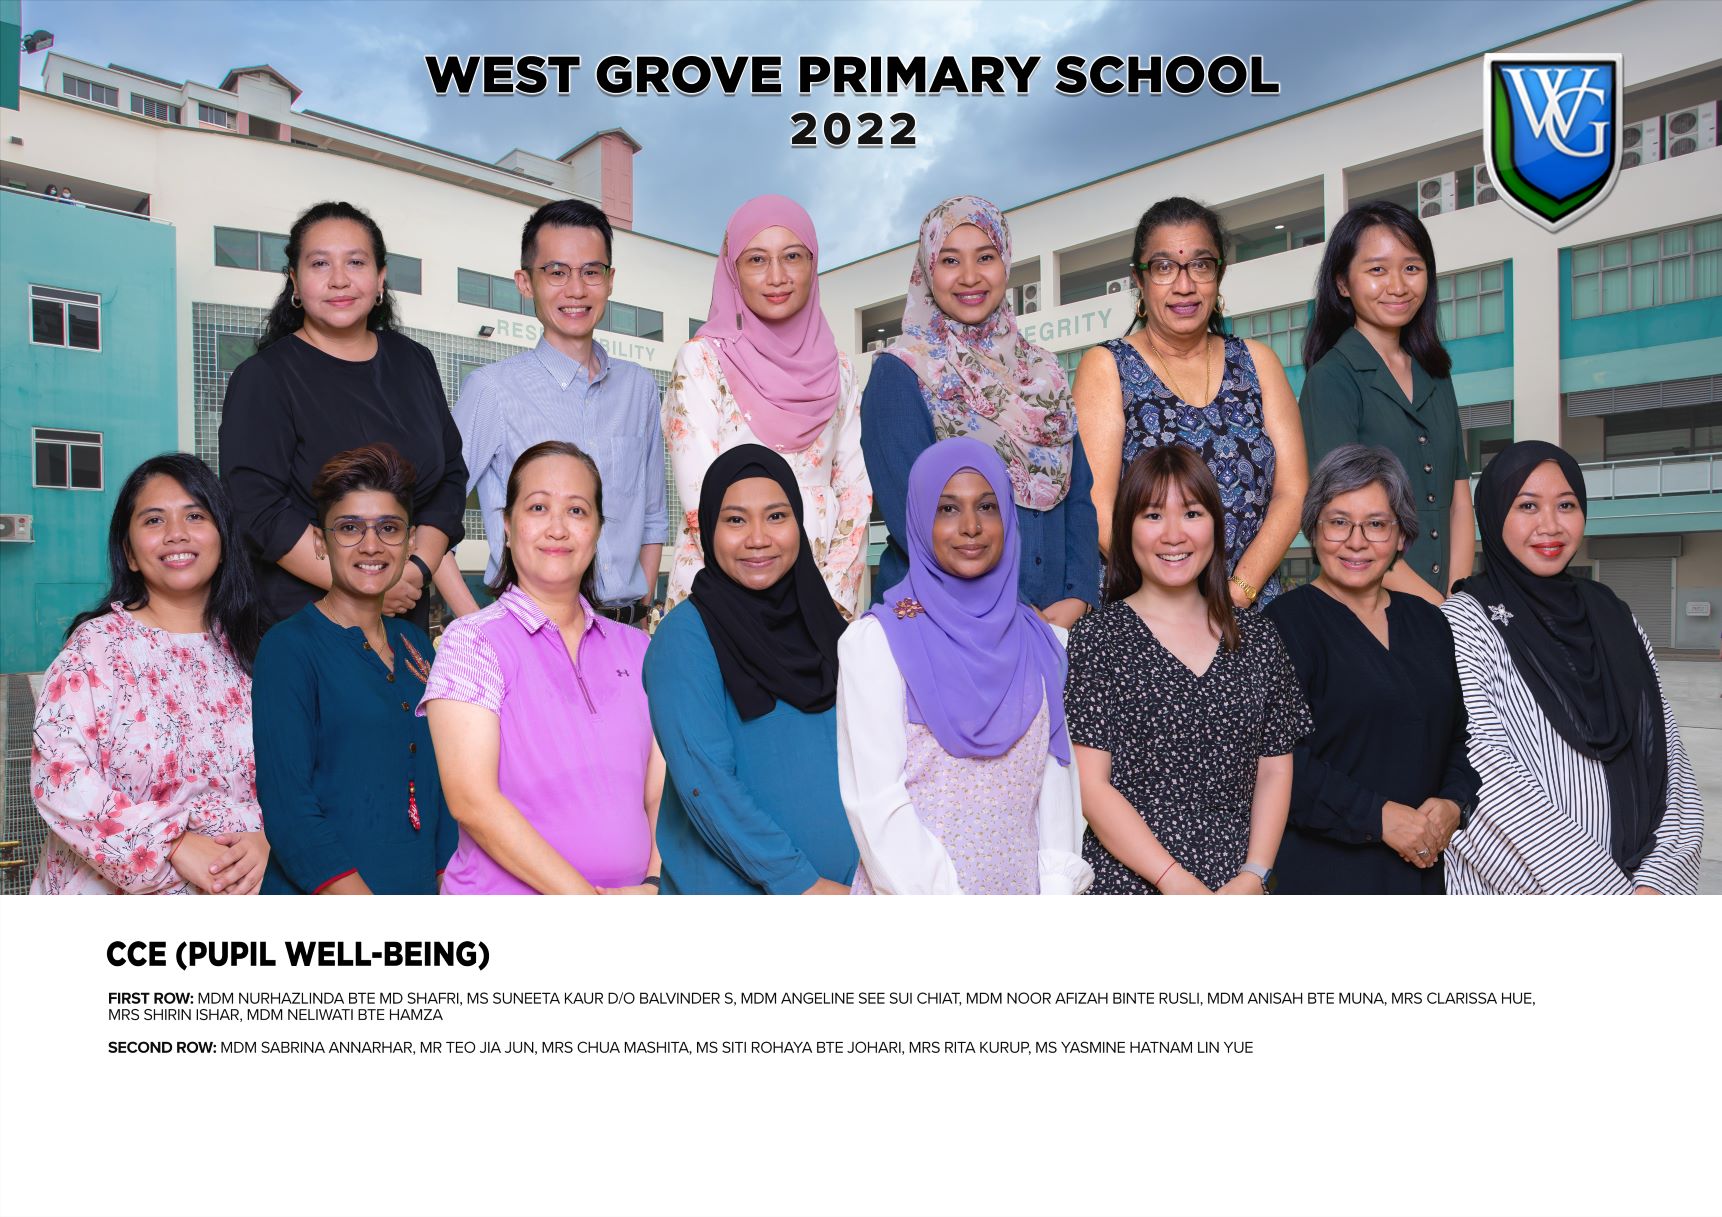 WEST GROVE PRIMARY SCHOOL
2022
WG
RES BILITY
EGRITY
CCE (PUPIL WELL-BEING)
FIRST ROW: MDM NURHAZLINDA BTE MD SHAFRI, MS SUNEETA KAUR D/O BALVINDER S, MDM ANGELINE SEE SUI CHIAT, MDM NOOR AFIZAH BINTE RUSLI, MDM ANISAH BTE MUNA, MRS CLARISSA HUE,
MRS SHIRIN ISHAR, MDM NELIWATI BTE HAMZA
SECOND ROW: MDM SABRINA ANNARHAR, MR TEO JIA JUN, MRS CHUA MASHITA, MS SITI ROHAYA BTE JOHARI, MRS RITA KURUP, MS YASMINE HATNAM LIN YUE